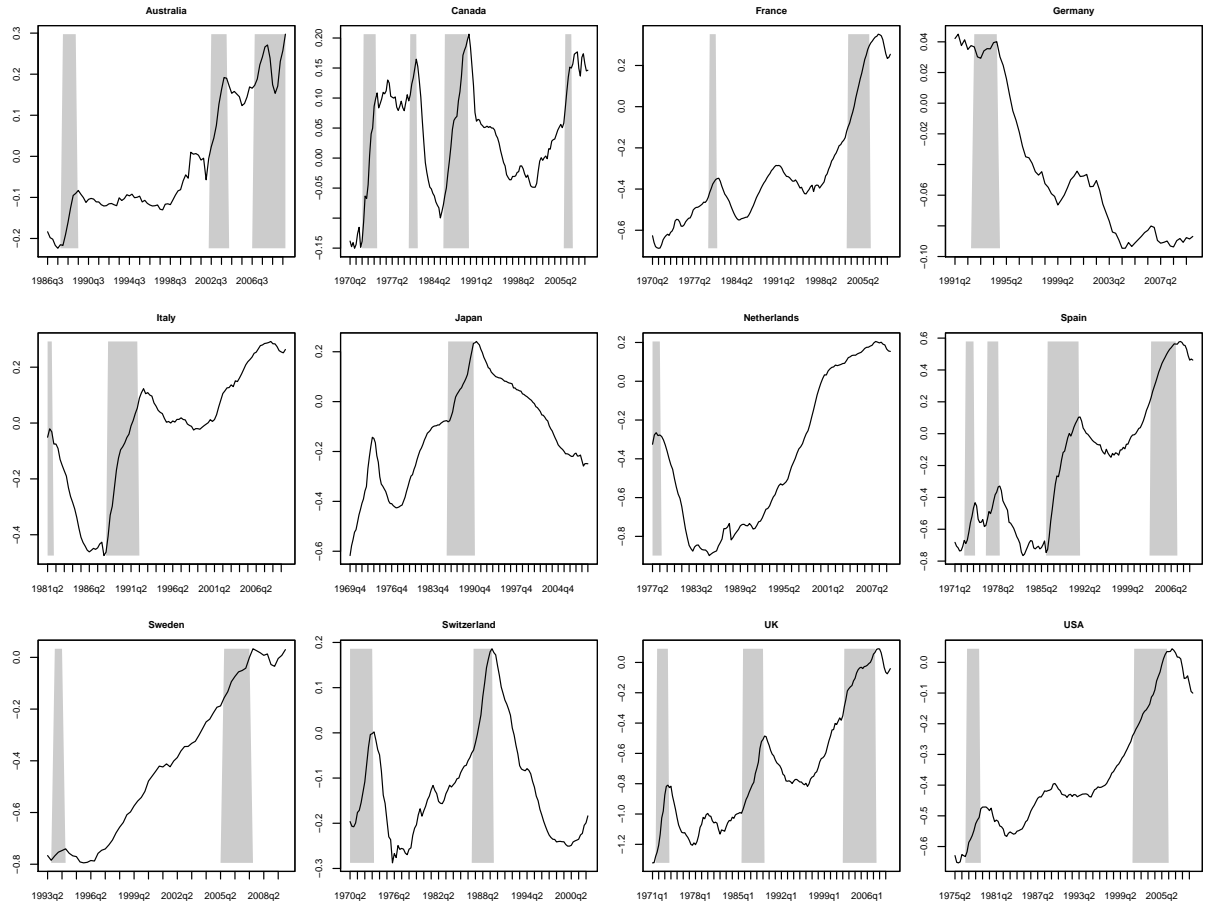 Australia
0.3
0.2
0.1
0.0
−0.1
−0.2
1986q3 1990q3 1994q3 1998q3 2002q3 2006q3
Canada
0.20
0.15
0.10
0.05
0.00
−0.05
−0.15
1970q2 1977q2 1984q2 1991q2 1998q2 2005q2
France
0.2
0.0
−0.2
−0.4
−0.6
1970q2 1977q2 1984q2 1991q2 1998q2 2005q2
Germany
0.04
0.02
−0.02
−0.06
−0.10
1991q2 1995q2 1999q2 2003q2 2007q2
Italy
0.2
0.0
−0.2
−0.4
1981q2 1986q2 1991q2 1996q2 2001q2 2006q2
Japan
0.2
0.0
−0.2
−0.4
−0.6
1969q4 1976q4 1983q4 1990q4 1997q4 2004q4
Netherlands
0.2
0.0
−0.2
−0.4
−0.6
−0.8
1977q2 1983q2 1989q2 1995q2 2001q2 2007q2
Spain
0.6
0.4
0.2
0.0
−0.2
−0.4
−0.6
−0.8
1971q2 1978q2 1985q2 1992q2 1999q2 2006q2
Sweden
0.0
−0.2
−0.4
−0.6
−0.8
1993q2 1996q2 1999q2 2002q2 2005q2 2008q2
Switzerland
0.2
0.1
0.0
−0.1
−0.2
−0.3
1970q2 1976q2 1982q2 1988q2 1994q2 2000q2
UK
0.0
−0.2
−0.4
−0.6
−0.8
−1.0
−1.2
1971q1 1978q1 1985q1 1992q1 1999q1 2006q1
USA
0.0
−0.1
−0.2
−0.3
−0.4
−0.5
−0.6
1975q2 1981q2 1987q2 1993q2 1999q2 2005q2